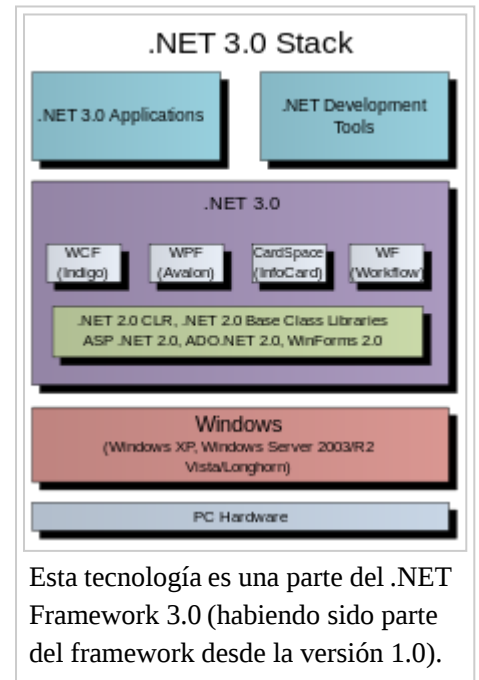 .NET 3.0 Stack
.NET 3.0 Applications
.NET Development
Tools
.NET 3.0
WCF
(Indigo)
WPF
(Avalon)
CardSpace
(InfoCard)
WF
(Workflow)
.NET 2.0 CLR, .NET 2.0 Base Class Libraries
ASP .NET 2.0, ADO.NET 2.0, WinForms 2.0
Windows
(Windows XP, Windows Server 2003/R2
Vista/Longhorn)
PC Hardware
Esta tecnología es una parte del .NET
Framework 3.0 (habiendo sido parte
del framework desde la versión 1.0).